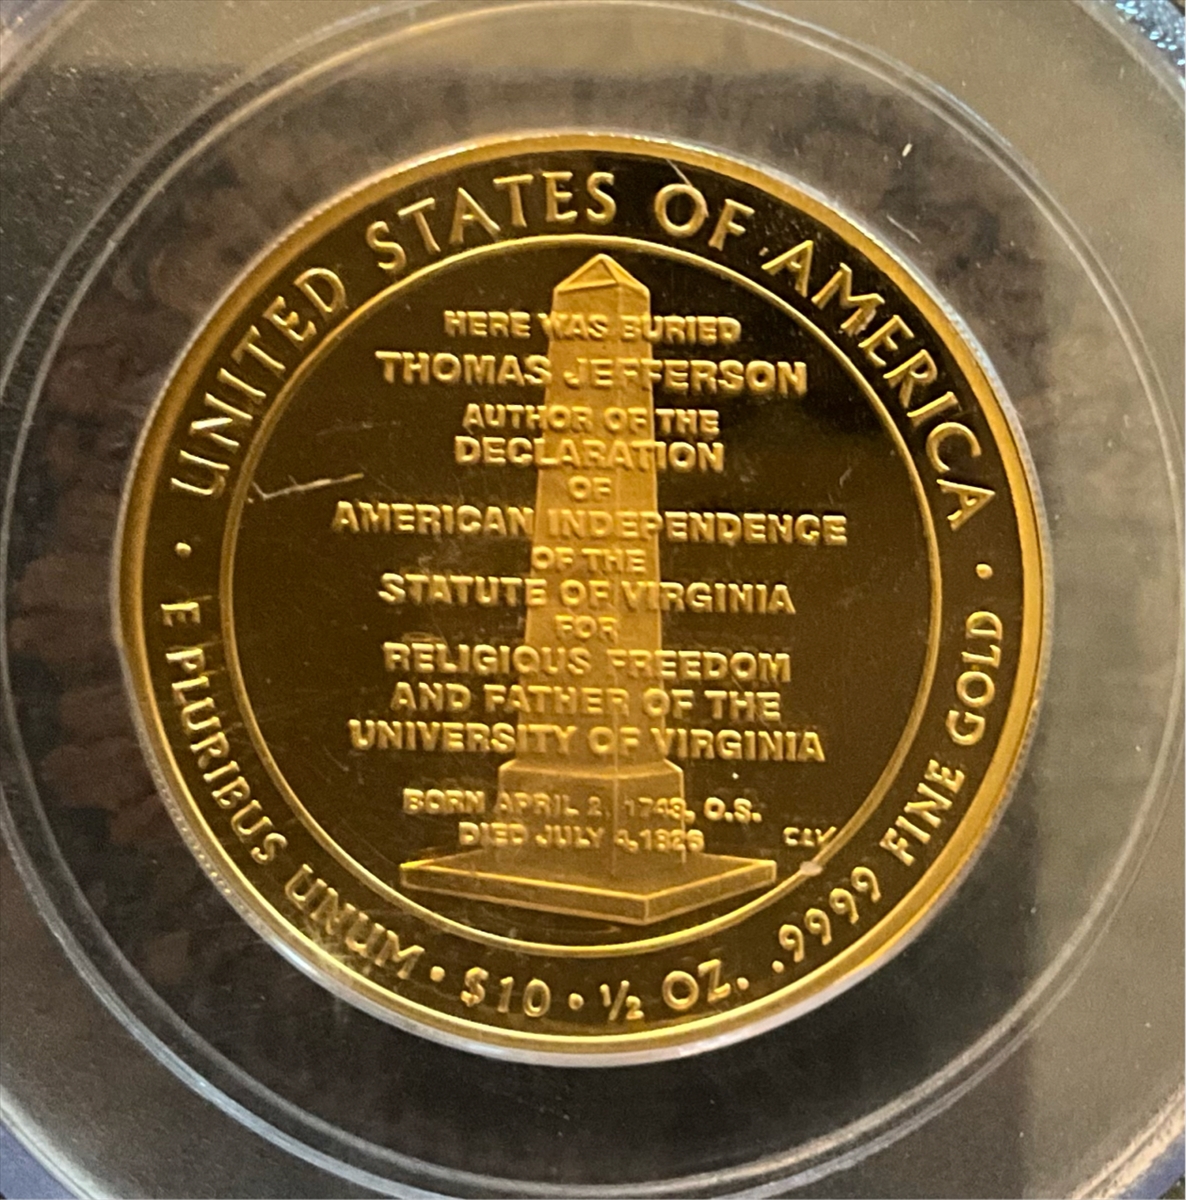 UNITED STATES OF AMERICA
HERE WAS BURIED
THOMAS JEFFERSON
AUTHOR OF THE
DECLARATION
OF
AMERICAN INDEPENDENCE
OF THE
STATUTE OF VIRGINIA
FOR
RELIGIOUS FREEDOM
AND FATHER OF THE
UNIVERSITY OF VIRGINIA
BORN APRIL 2, 1743, O.S.
DIED JULY 4, 1826
CLV
E PLURIBUS UNUM • $10 • ½ OZ. .9999 FINE GOLD